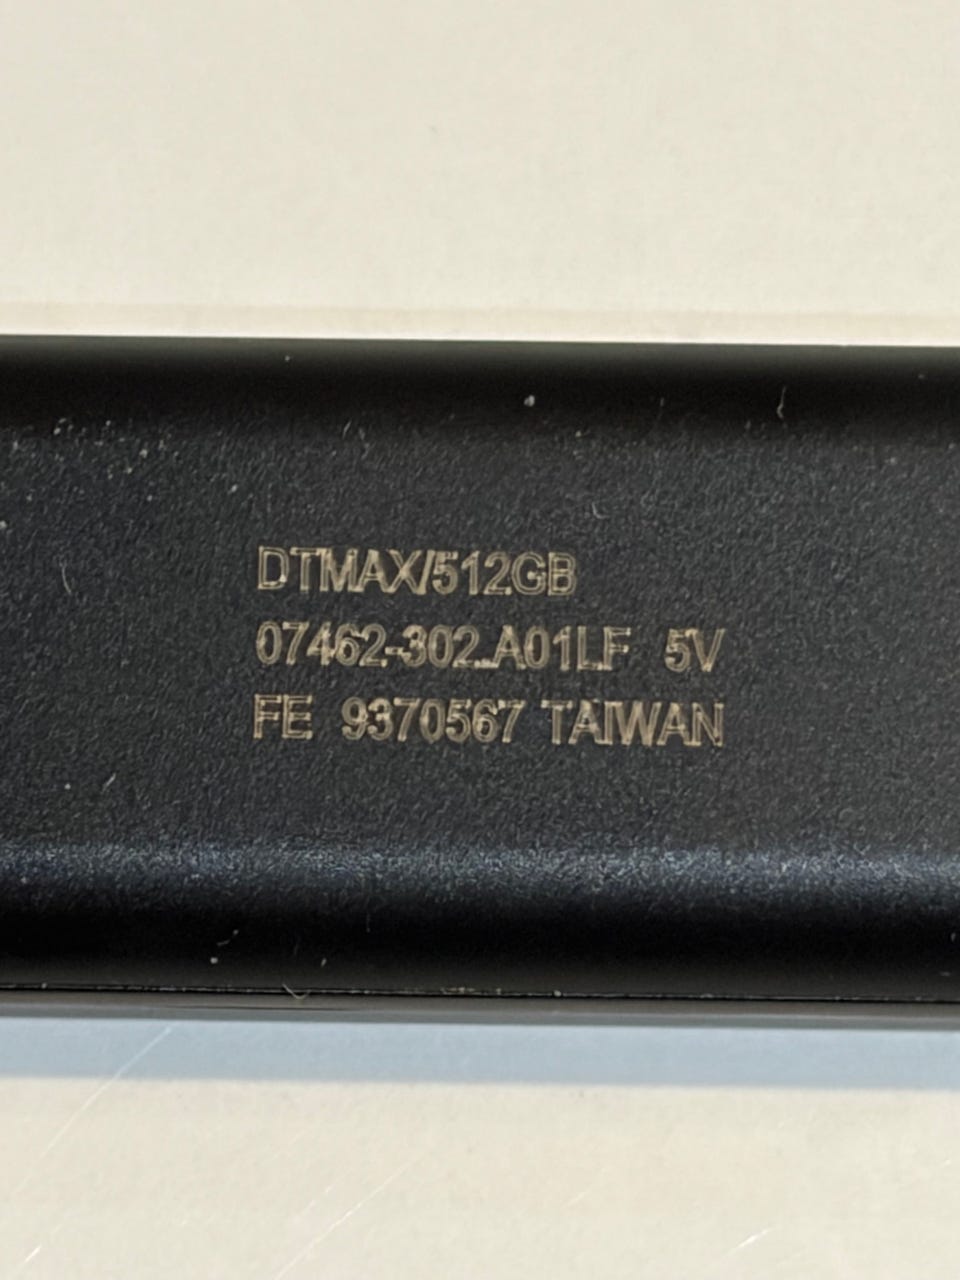 DTMAX/512GB
07462-302.A01LF 5V
FE 9370567 TAIWAN